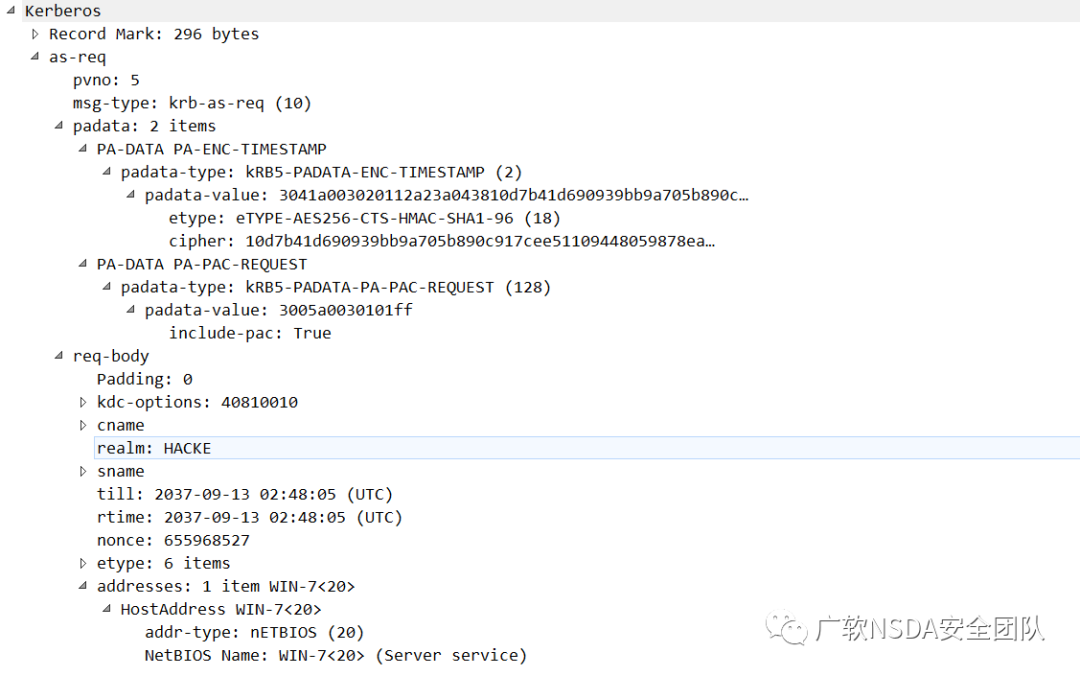 Kerberos
Record Mark: 296 bytes
as-req
pvno: 5
msg-type: krb-as-req (10)
padata: 2 items
PA-DATA PA-ENC-TIMESTAMP
padata-type: kRB5-PADATA-ENC-TIMESTAMP (2)
padata-value: 3041a003020112a23a043810d7b41d690939bb9a705b890c…
etype: eTYPE-AES256-CTS-HMAC-SHA1-96 (18)
cipher: 10d7b41d690939bb9a705b890c917cee51109448059878ea…
PA-DATA PA-PAC-REQUEST
padata-type: kRB5-PADATA-PA-PAC-REQUEST (128)
padata-value: 3005a0030101ff
include-pac: True
req-body
Padding: 0
kdc-options: 40810010
cname
realm: HACKE
sname
till: 2037-09-13 02:48:05 (UTC)
rtime: 2037-09-13 02:48:05 (UTC)
nonce: 655968527
etype: 6 items
addresses: 1 item WIN-7<20>
HostAddress WIN-7<20>
addr-type: nETBIOS (20)
NetBIOS Name: WIN-7<20> (Server service)
广软NSDA安全团队